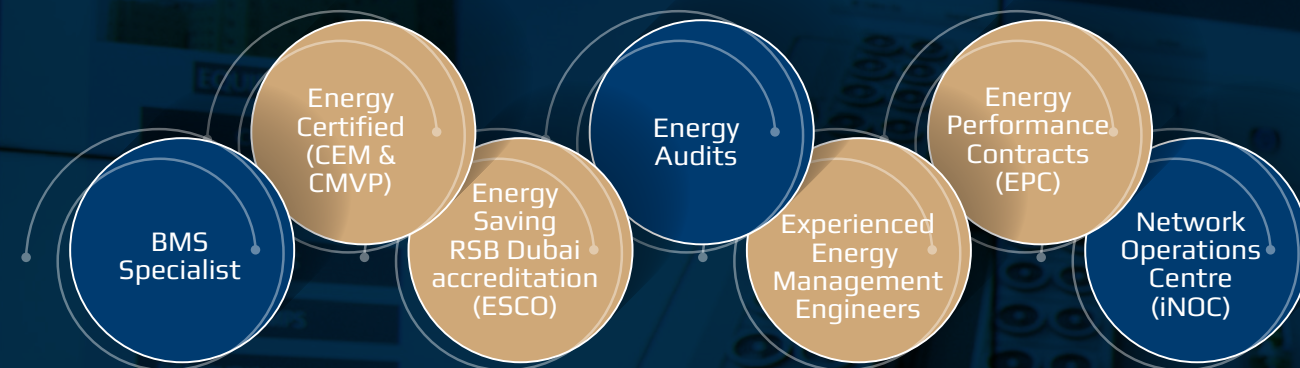 BMS
Specialist
Energy
Certified
(CEM &
CMVP)
Energy
Saving
RSB Dubai
accreditation
(ESCO)
Energy
Audits
Experienced
Energy
Management
Engineers
Energy
Performance
Contracts
(EPC)
Network
Operations
Centre
(iNOC)